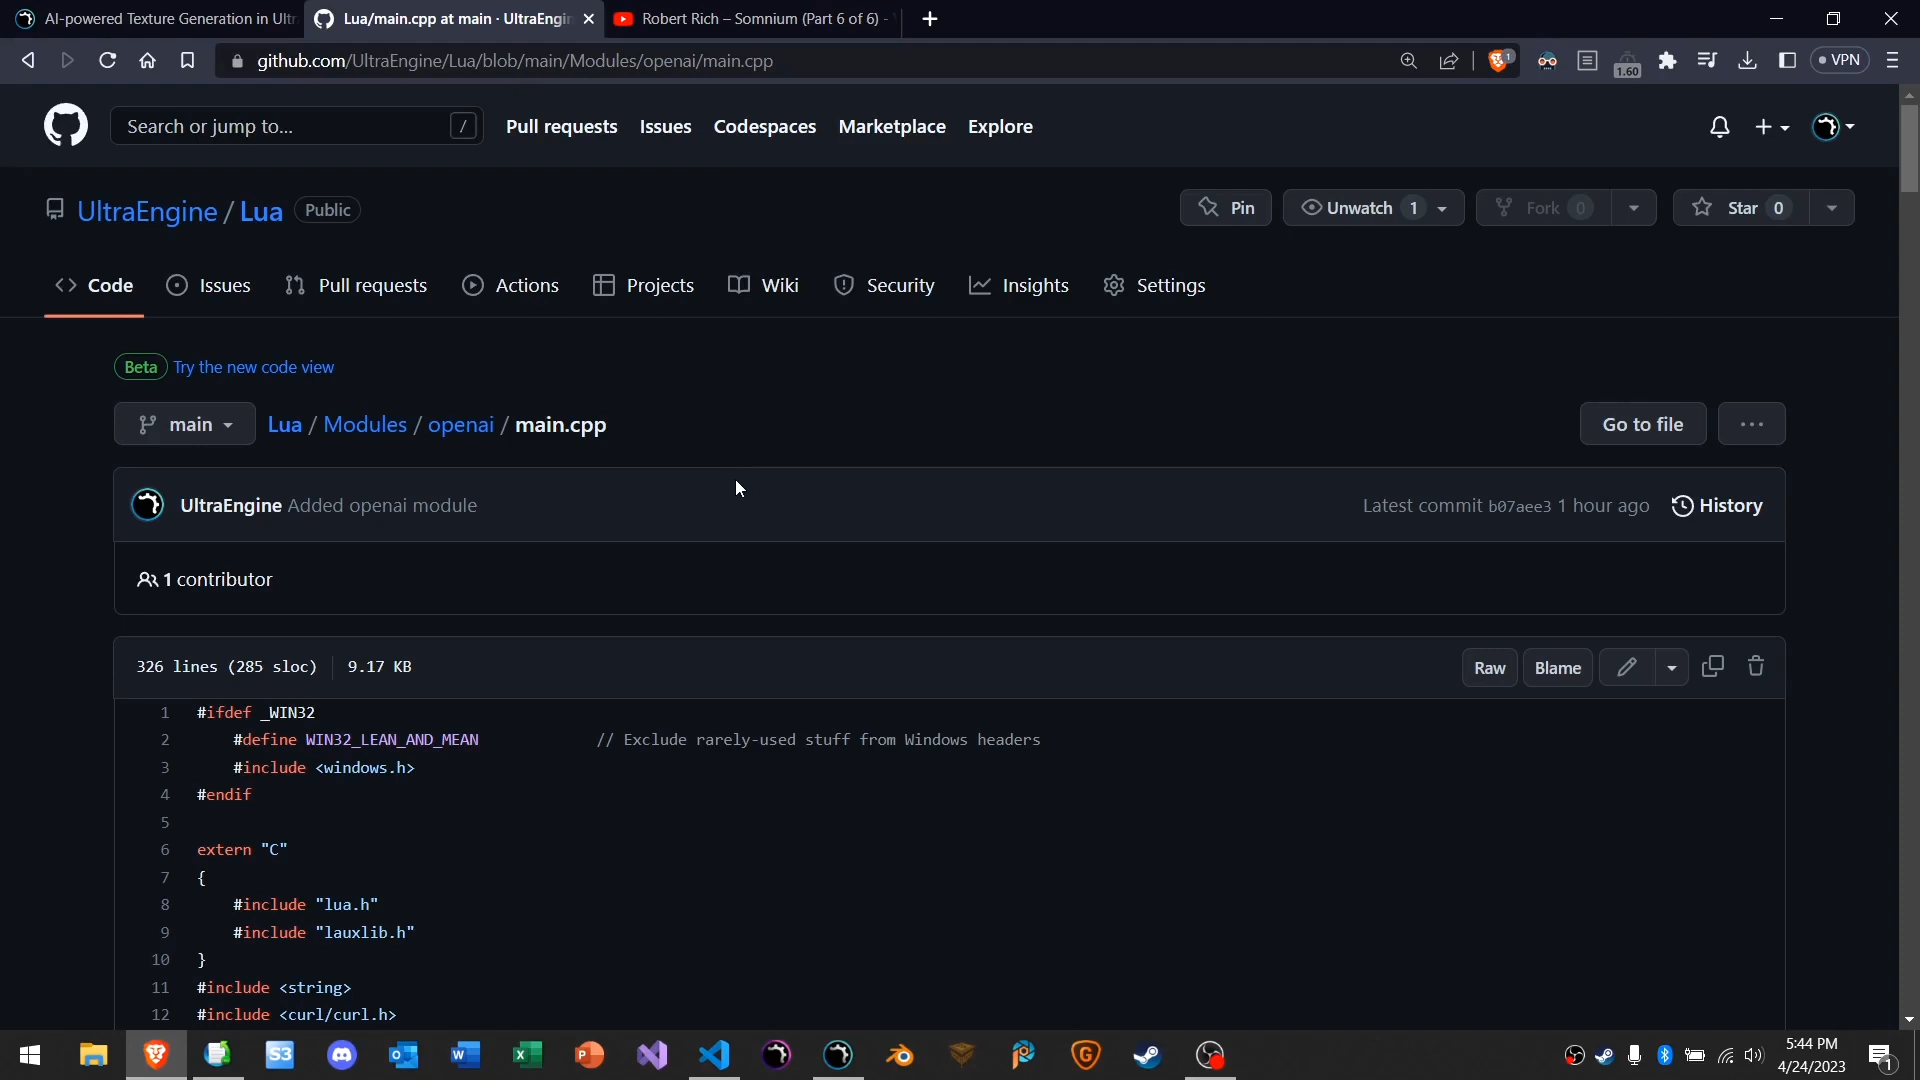 AI-powered Texture Generation in Ultr
Lua/main.cpp at main · UltraEngin
Robert Rich – Somnium (Part 6 of 6) -
github.com/UltraEngine/Lua/blob/main/Modules/openai/main.cpp
1
1.60
VPN
Search or jump to...
/
Pull requests
Issues
Codespaces
Marketplace
Explore
UltraEngine / Lua
Public
Pin
Unwatch 1
Fork 0
Star 0
Code
Issues
Pull requests
Actions
Projects
Wiki
Security
Insights
Settings
Beta
Try the new code view
main
Lua / Modules / openai / main.cpp
Go to file
UltraEngine Added openai module
Latest commit b07aee3 1 hour ago
History
1 contributor
326 lines (285 sloc)
9.17 KB
Raw
Blame
1 #ifdef _WIN32
2 #define WIN32_LEAN_AND_MEAN // Exclude rarely-used stuff from Windows headers
3 #include <windows.h>
4 #endif
5
6 extern "C"
7 {
8 #include "lua.h"
9 #include "lauxlib.h"
10 }
11 #include <string>
12 #include <curl/curl.h>
S3
5:44 PM
4/24/2023
1